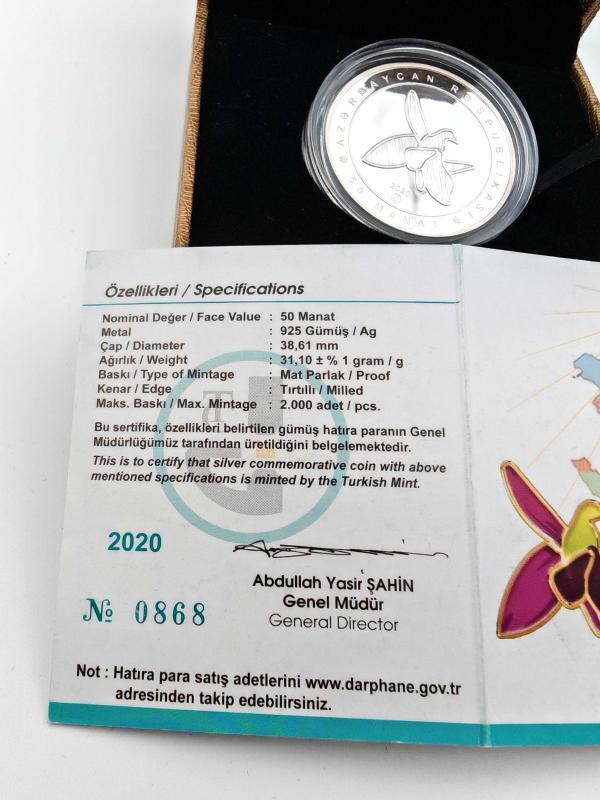 AZƏRBAYCAN RESPUBLİKASI
50 MANAT
2020
Özellikleri / Specifications
Nominal Değer / Face Value : 50 Manat
Metal : 925 Gümüş / Ag
Çap / Diameter : 38,61 mm
Ağırlık / Weight : 31,10 ± % 1 gram / g
Baskı / Type of Mintage : Mat Parlak / Proof
Kenar / Edge : Tırtıllı / Milled
Maks. Baskı / Max. Mintage : 2.000 adet / pcs.
Bu sertifika, özellikleri belirtilen gümüş hatıra paranın Genel
Müdürlüğümüz tarafından üretildiğini belgelemektedir.
This is to certify that silver commemorative coin with above
mentioned specifications is minted by the Turkish Mint.
2020
Abdullah Yasir ŞAHİN
Genel Müdür
General Director
№ 0868
Not : Hatıra para satış adetlerini www.darphane.gov.tr
adresinden takip edebilirsiniz.